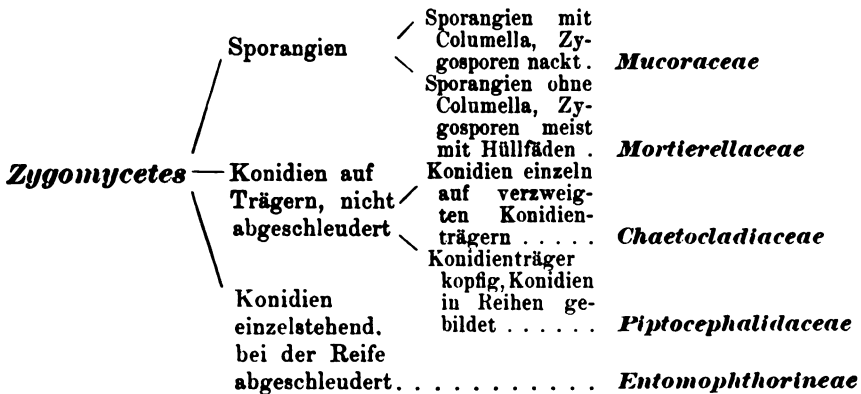 Sporangien mit
Columella, Zy-
Sporangien
gosporen nackt . Mucoraceae
Sporangien ohne
Columella, Zy-
gosporen meist
mit Hüllfäden . Mortierellaceae
Zygomycetes
Konidien auf
Trägern, nicht
abgeschleudert
Konidien einzeln
auf verzweig-
ten Konidien-
trägern . . . . . Chaetocladiaceae
Konidienträger
kopfig, Konidien
in Reihen ge-
bildet . . . . . . Piptocephalidaceae
Konidien
einzelstehend.
bei der Reife
abgeschleudert . . . . . . . . . . . . Entomophthorineae